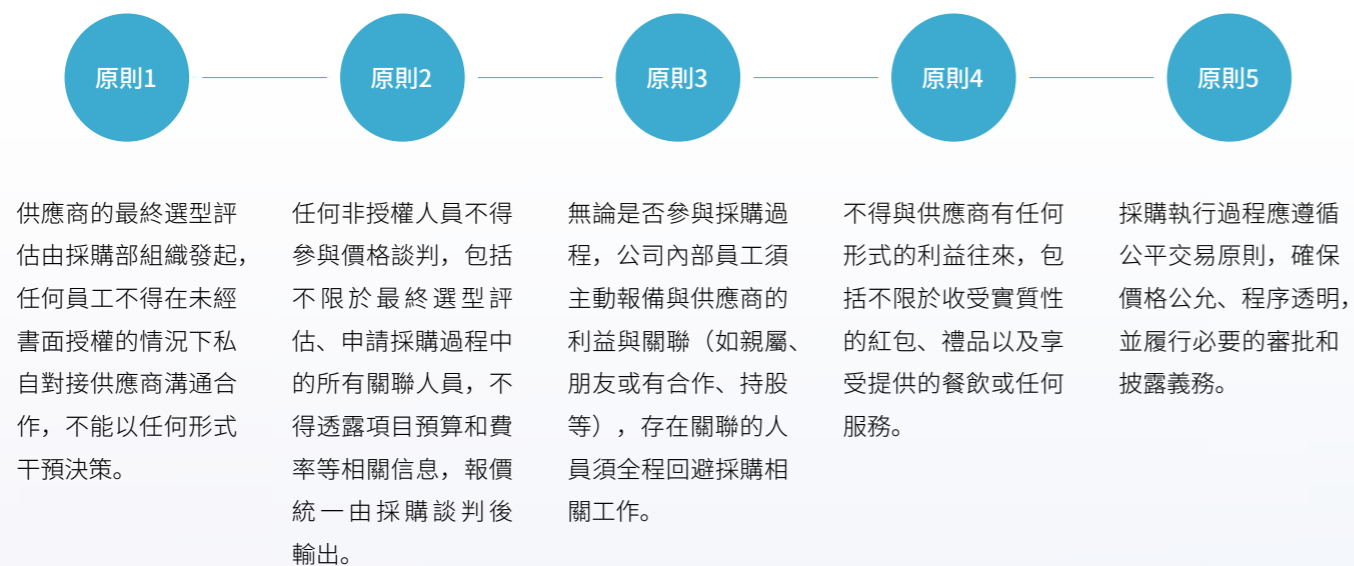 原則1
原則2
原則3
原則4
原則5
供應商的最終選型評
估由採購部組織發起，
任何員工不得在未經
書面授權的情況下私
自對接供應商溝通合
作，不能以任何形式
干預決策。
任何非授權人員不得
參與價格談判，包括
不限於最終選型評
估、申請採購過程中
的所有關聯人員，不
得透露項目預算和費
率等相關信息，報價
統一由採購談判後
輸出。
無論是否參與採購過
程，公司內部員工須
主動報備與供應商的
利益與關聯（如親屬、
朋友或有合作、持股
等），存在關聯的人
員須全程回避採購相
關工作。
不得與供應商有任何
形式的利益往來，包
括不限於收受實質性
的紅包、禮品以及享
受提供的餐飲或任何
服務。
採購執行過程應遵循
公平交易原則，確保
價格公允、程序透明，
並履行必要的審批和
披露義務。